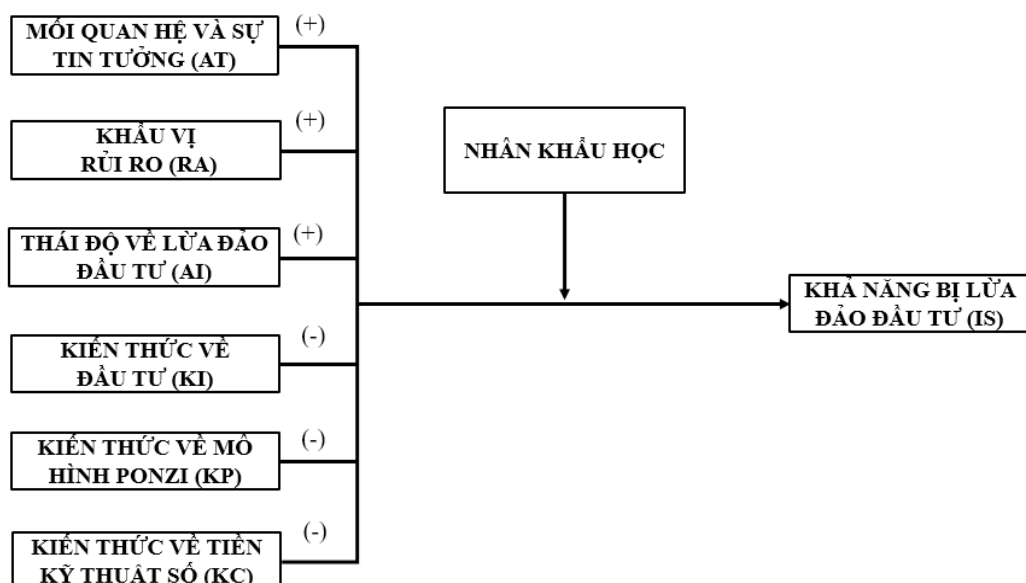 MỐI QUAN HỆ VÀ SỰ
TIN TƯỞNG (AT)
(+)
KHẨU VỊ
RỦI RO (RA)
(+)
THÁI ĐỘ VỀ LỪA ĐẢO
ĐẦU TƯ (AI)
(+)
KIẾN THỨC VỀ
ĐẦU TƯ (KI)
(-)
KIẾN THỨC VỀ MÔ
HÌNH PONZI (KP)
(-)
KIẾN THỨC VỀ TIỀN
KỸ THUẬT SỐ (KC)
(-)
NHÂN KHẨU HỌC
KHẢ NĂNG BỊ LỪA
ĐẢO ĐẦU TƯ (IS)